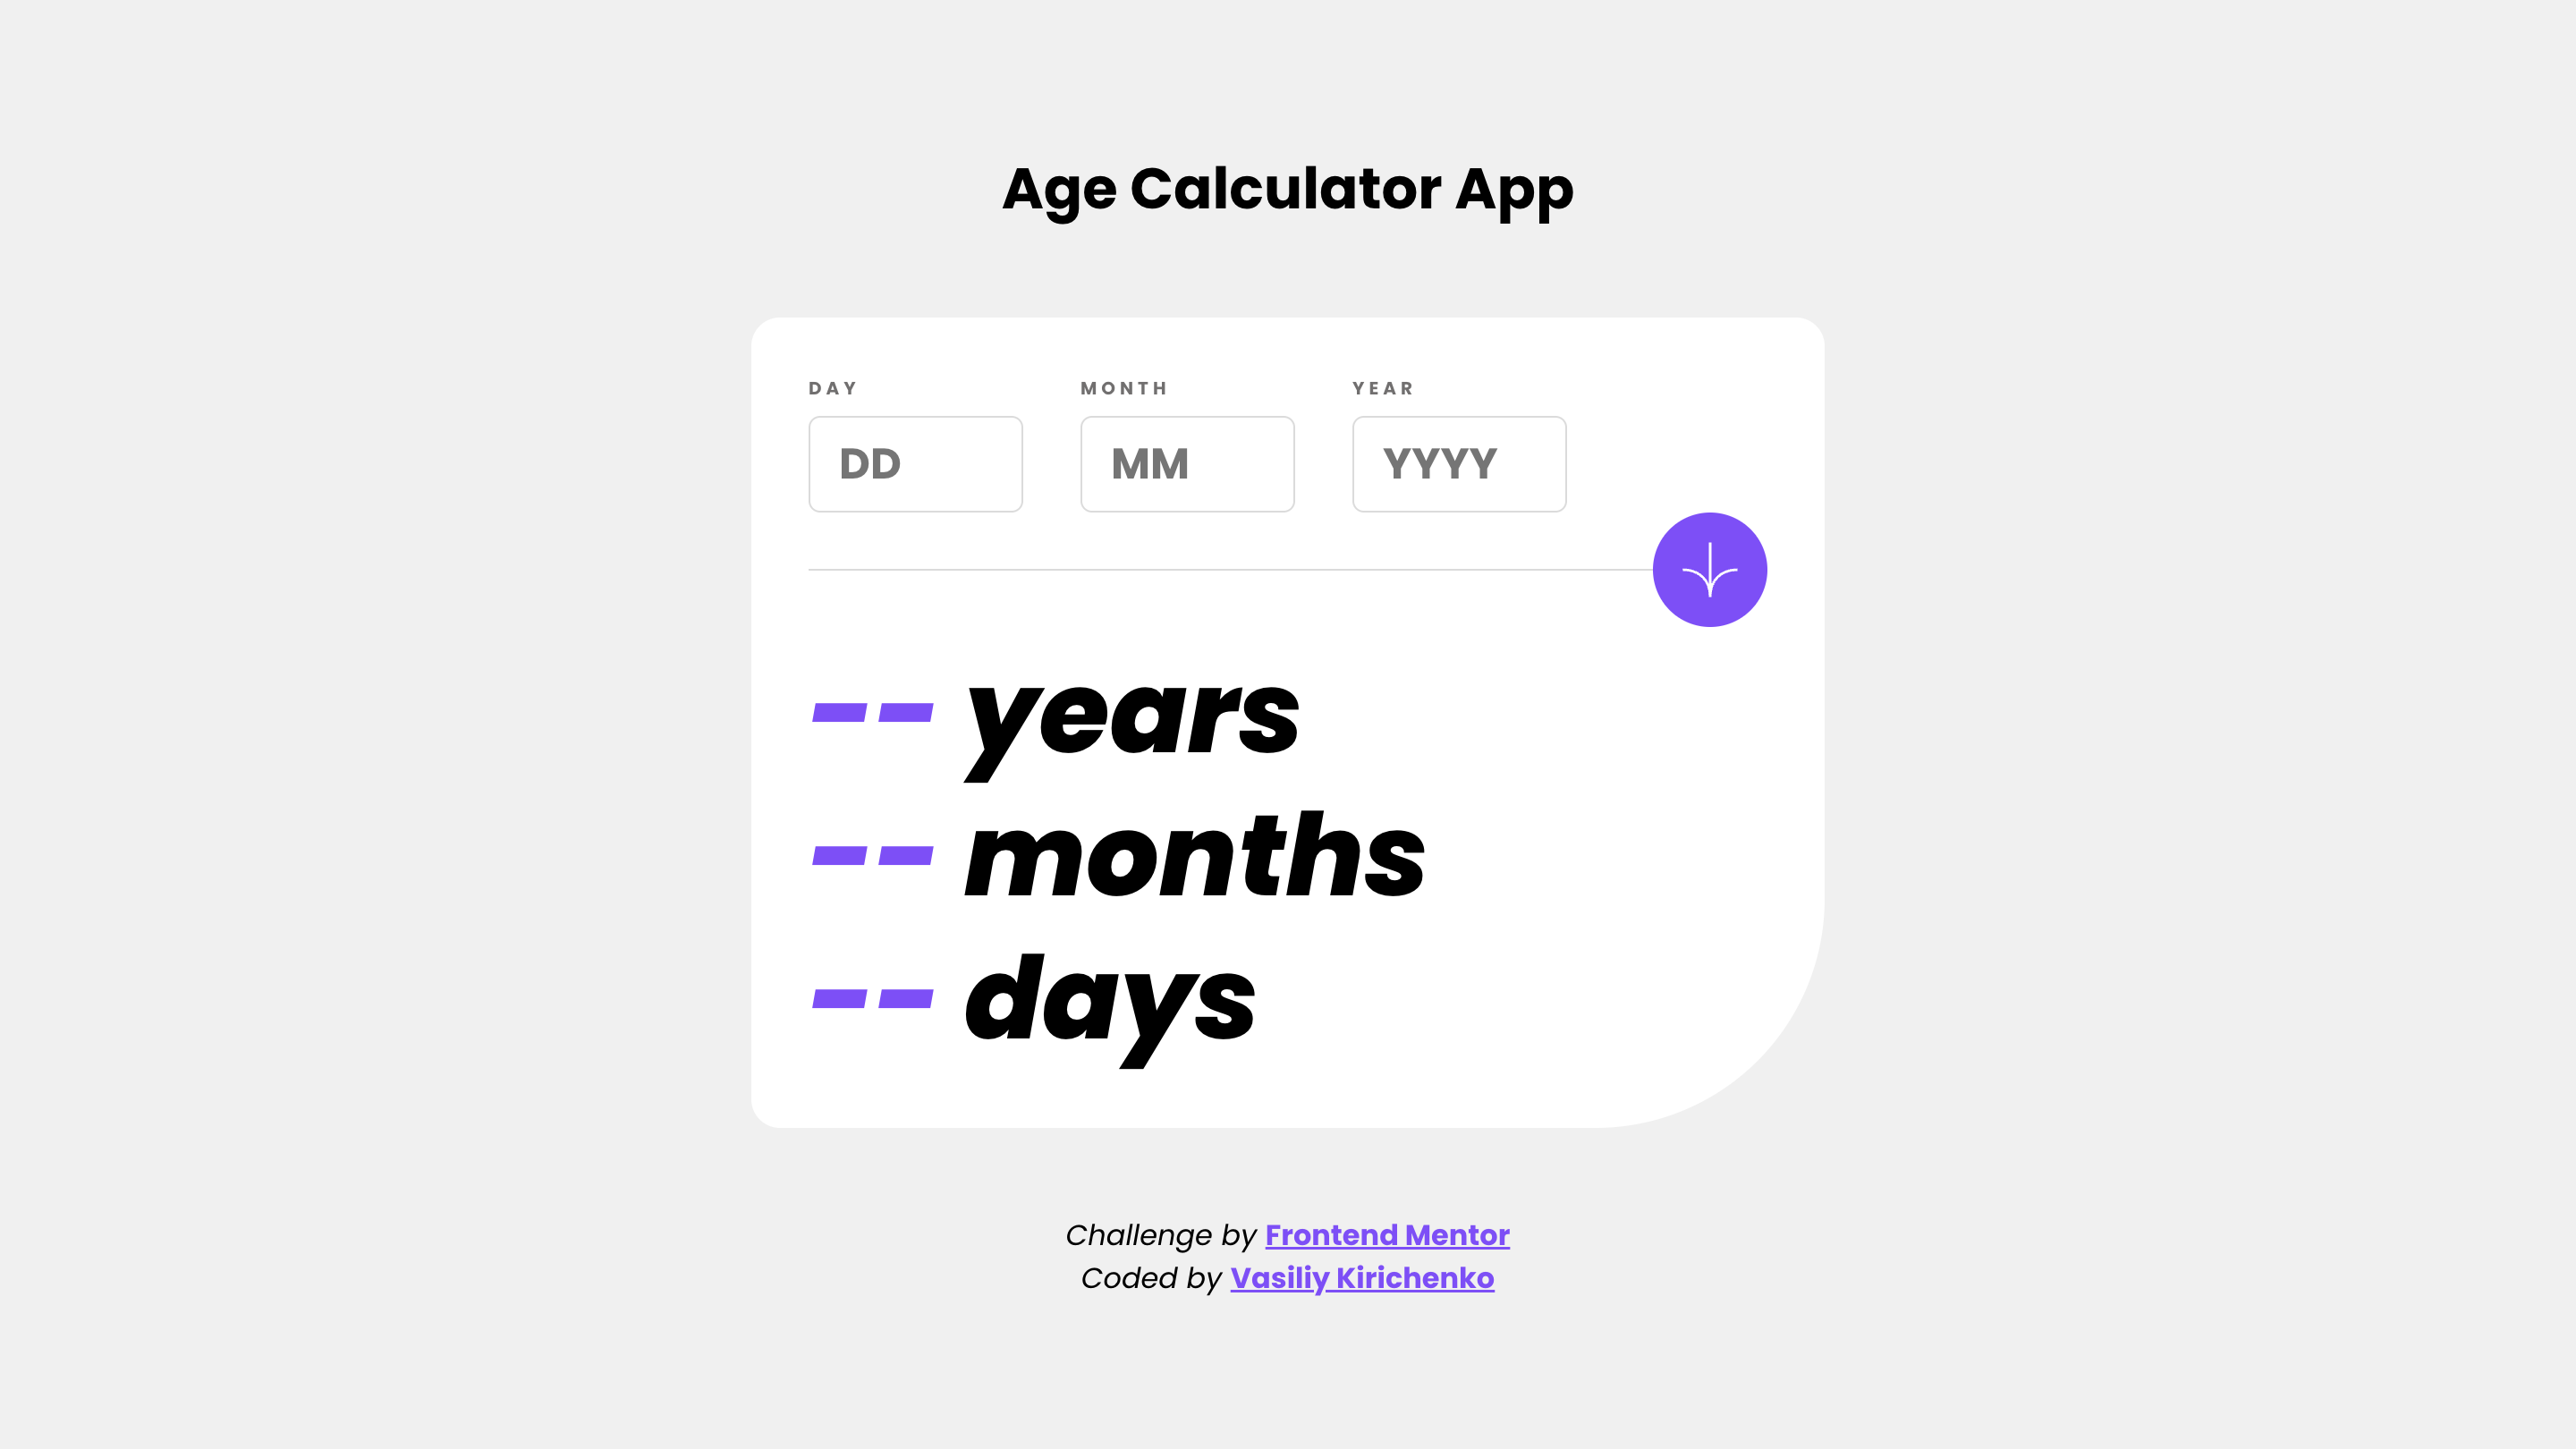 Age Calculator App
DAY MONTH YEAR
DD MM YYYY
-- years
-- months
-- days
Challenge by Frontend Mentor
Coded by Vasiliy Kirichenko